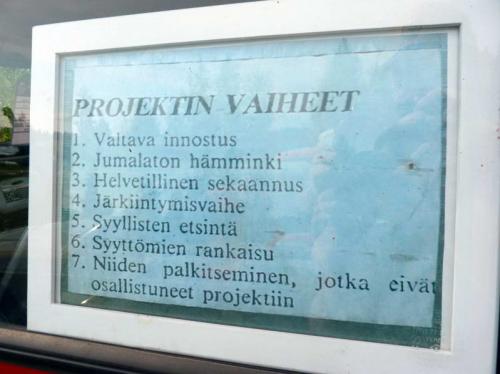 PROJEKTIN VAIHEET
1. Valtava innostus
2. Jumalaton hämminki
3. Helvetillinen sekaannus
4. Järkiintymisvaihe
5. Syyllisten etsintä
6. Syyttömien rankaisu
7. Niiden palkitseminen, jotka eivät
osallistuneet projektiin